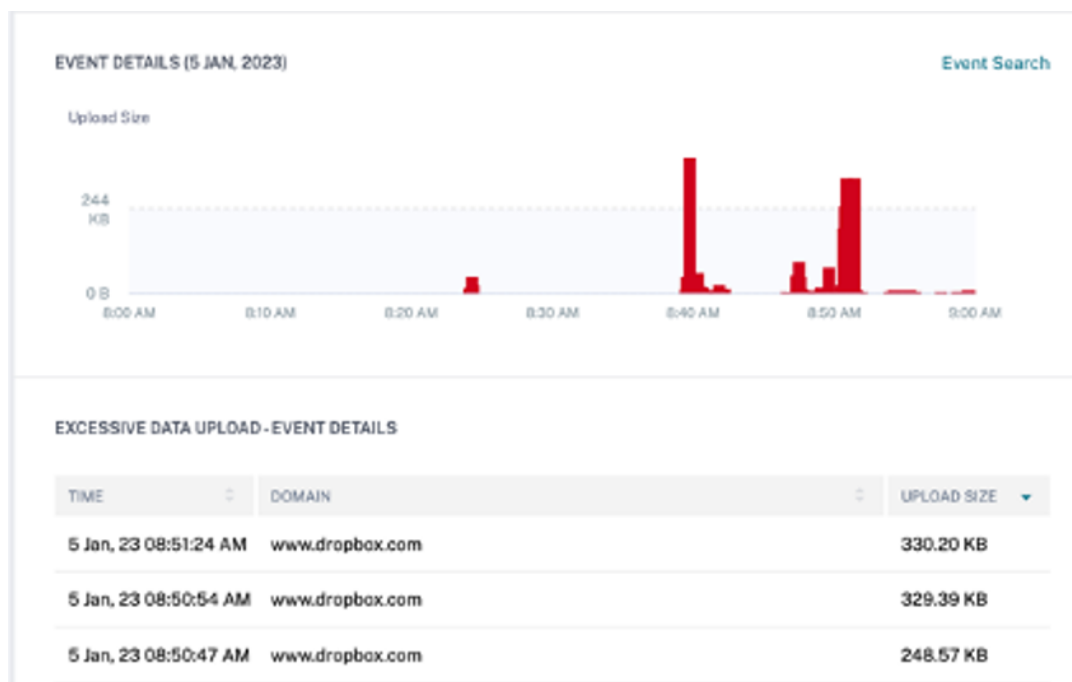 EVENT DETAILS (5 JAN, 2023)
Event Search
Upload Size
244
KB
0 B
8:00 AM
8:10 AM
8:20 AM
8:30 AM
8:40 AM
8:50 AM
9:00 AM
EXCESSIVE DATA UPLOAD - EVENT DETAILS
TIME DOMAIN UPLOAD SIZE
5 Jan, 23 08:51:24 AM www.dropbox.com 330.20 KB
5 Jan, 23 08:50:54 AM www.dropbox.com 329.39 KB
5 Jan, 23 08:50:47 AM www.dropbox.com 248.57 KB